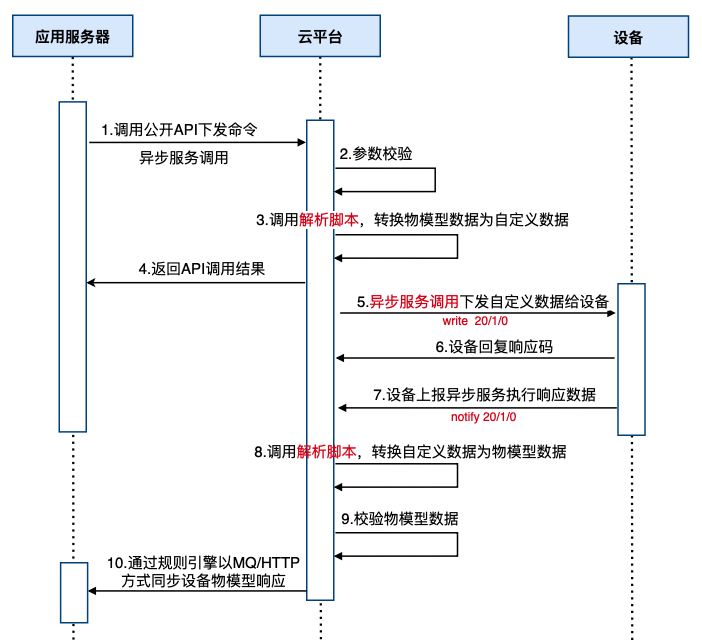 应用服务器
云平台
设备
1.调用公开API下发命令
异步服务调用
2.参数校验
3.调用解析脚本，转换物模型数据为自定义数据
4.返回API调用结果
5.异步服务调用下发自定义数据给设备
write 20/1/0
6.设备回复响应码
7.设备上报异步服务执行响应数据
notify 20/1/0
8.调用解析脚本，转换自定义数据为物模型数据
9.校验物模型数据
10.通过规则引擎以MQ/HTTP
方式同步设备物模型响应